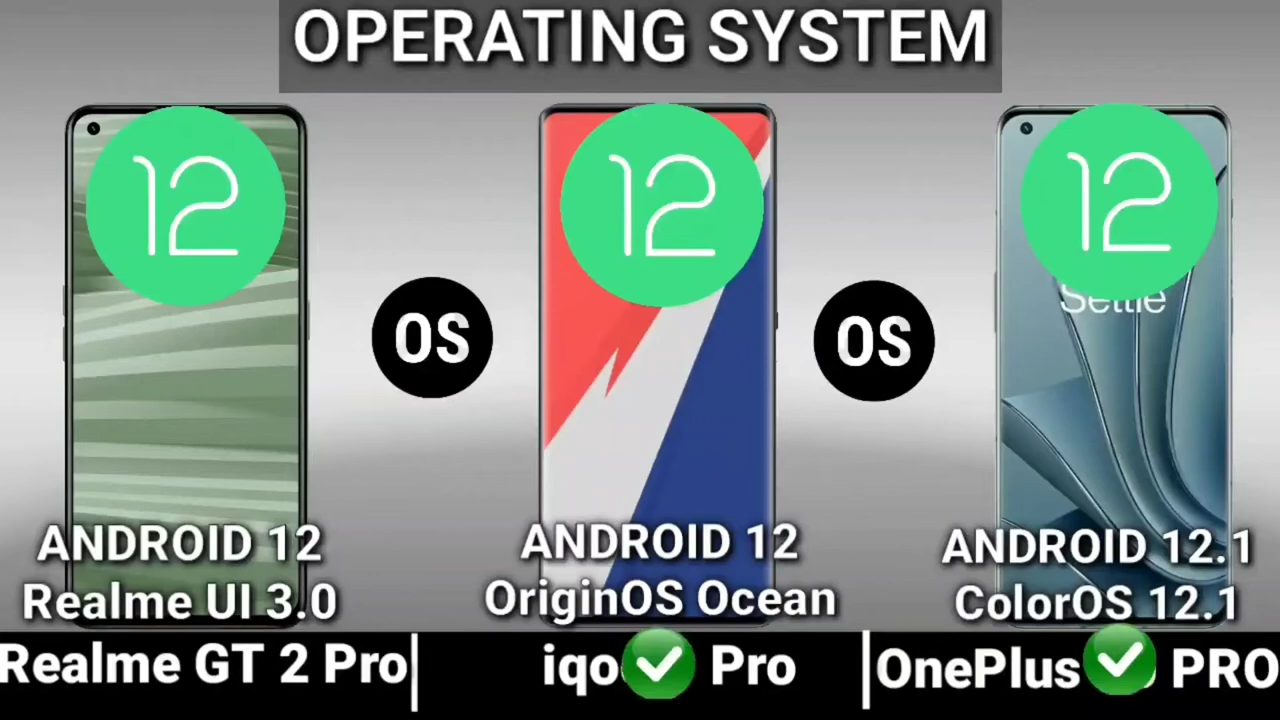 OPERATING SYSTEM
12
12
12
OS
OS
Settle
ANDROID 12
Realme UI 3.0
ANDROID 12
OriginOS Ocean
ANDROID 12.1
ColorOS 12.1
Realme GT 2 Pro
iqo Pro
OnePlus PRO